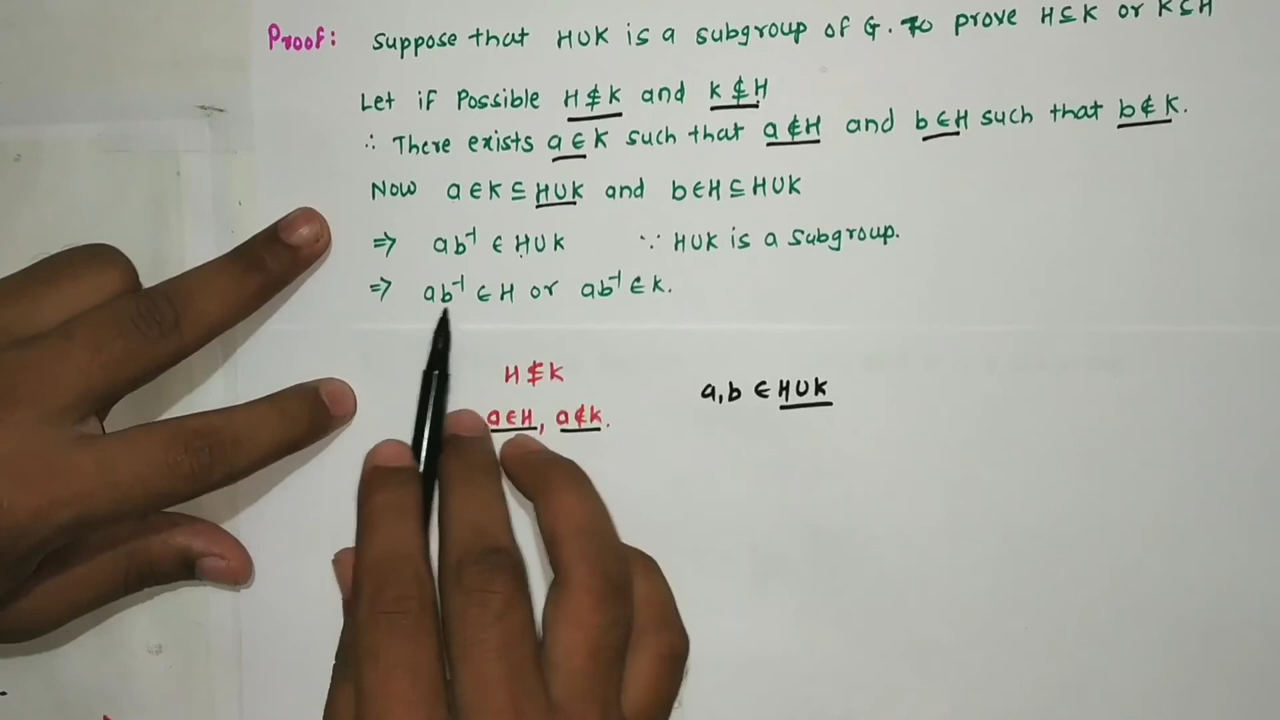 Proof: Suppose that H∪K is a subgroup of G. To prove H⊆K or K⊆H
Let if Possible H⊈K and K⊈H
∴ There exists a∈K such that a∉H and b∈H such that b∉K.
Now a∈K⊆H∪K and b∈H⊆H∪K
⇒ ab⁻¹ ∈ H∪K ∵ H∪K is a Subgroup.
⇒ ab⁻¹ ∈ H or ab⁻¹ ∈ K.
H⊈K
a∈H, a∉K.
a,b ∈ H∪K